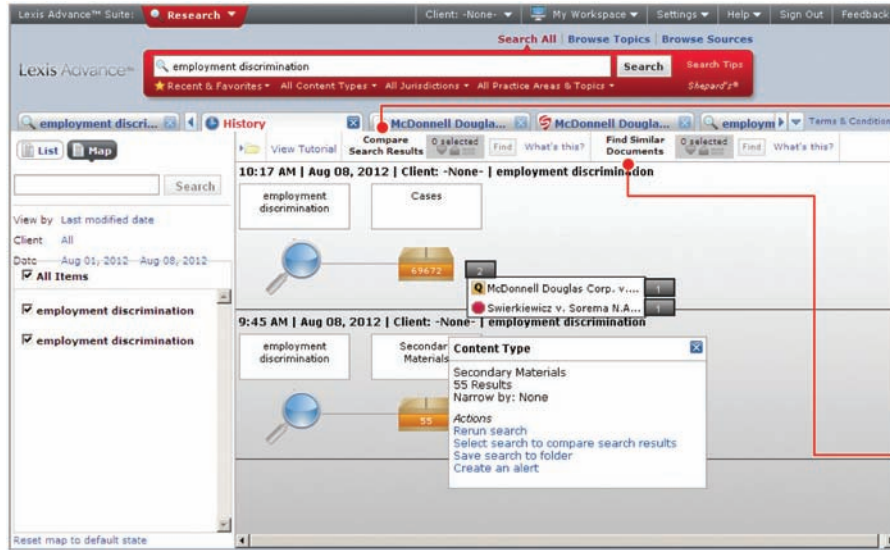 Lexis Advance™ Suite: Research Client: -None- My Workspace Settings Help Sign Out Feedback
Search All | Browse Topics | Browse Sources
Lexis Advance™ employment discrimination Search Search Tips
Recent & Favorites All Content Types All Jurisdictions All Practice Areas & Topics Shepard's®
employment discri... History McDonnell Dougla... McDonnell Dougla... employm Terms & Condition
List Map View Tutorial Compare Search Results 0 selected Find What's this? Find Similar Documents 0 selected Find What's this?
Search
View by Last modified date
Client All
Date Aug 01, 2012 Aug 08, 2012
All Items
employment discrimination
employment discrimination
Reset map to default state
10:17 AM | Aug 08, 2012 | Client: -None- | employment discrimination
employment discrimination Cases
69672 2
Q McDonnell Douglas Corp. v.... 1
Swierkiewicz v. Sorema N.A... 1
9:45 AM | Aug 08, 2012 | Client: -None- | employment discrimination
employment discrimination Secondar Materials
55
Content Type
Secondary Materials
55 Results
Narrow by: None
Actions
Rerun search
Select search to compare search results
Save search to folder
Create an alert